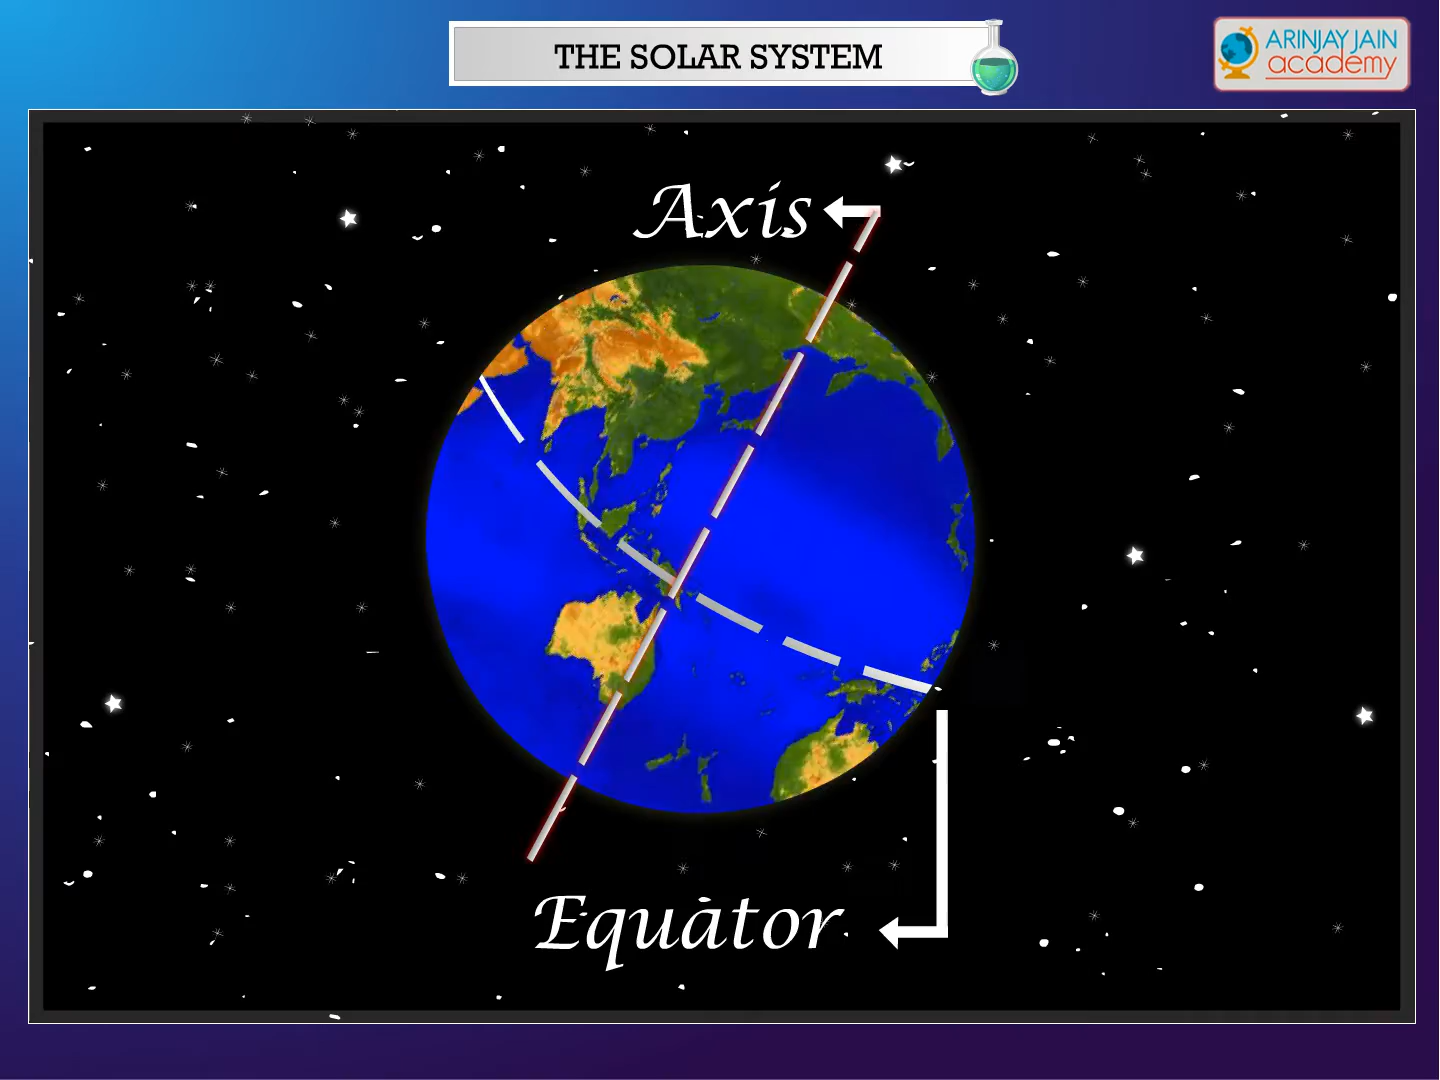 THE SOLAR SYSTEM
ARINJAY JAIN
academy
Axis
Equator